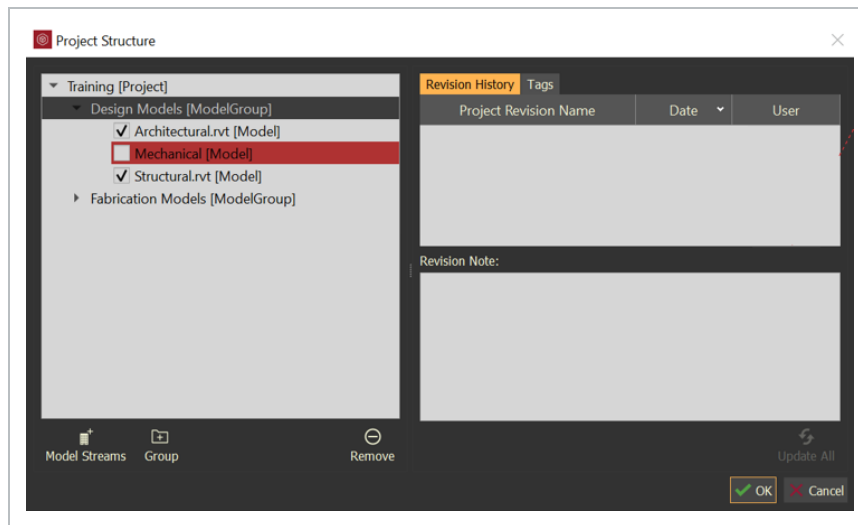 Project Structure
Training [Project]
Design Models [ModelGroup]
Architectural.rvt [Model]
Mechanical [Model]
Structural.rvt [Model]
Fabrication Models [ModelGroup]
Model Streams Group Remove
Revision History Tags
Project Revision Name Date User
Revision Note:
Update All
OK Cancel